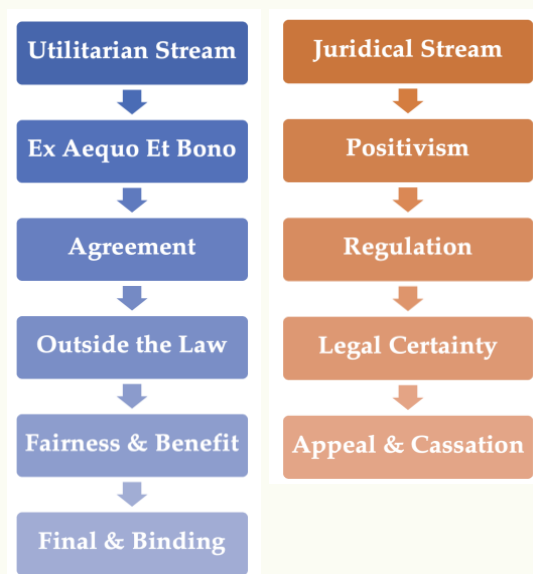 Utilitarian Stream
Ex Aequo Et Bono
Agreement
Outside the Law
Fairness & Benefit
Final & Binding
Juridical Stream
Positivism
Regulation
Legal Certainty
Appeal & Cassation